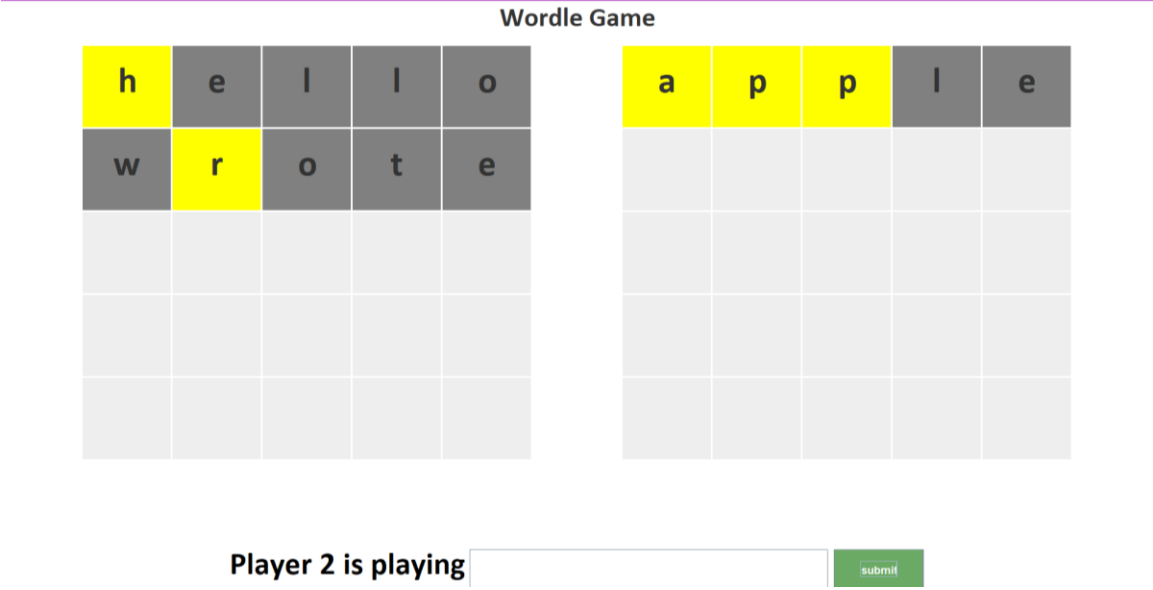 Wordle Game
h e l l o
w r o t e
a p p l e
Player 2 is playing
submit